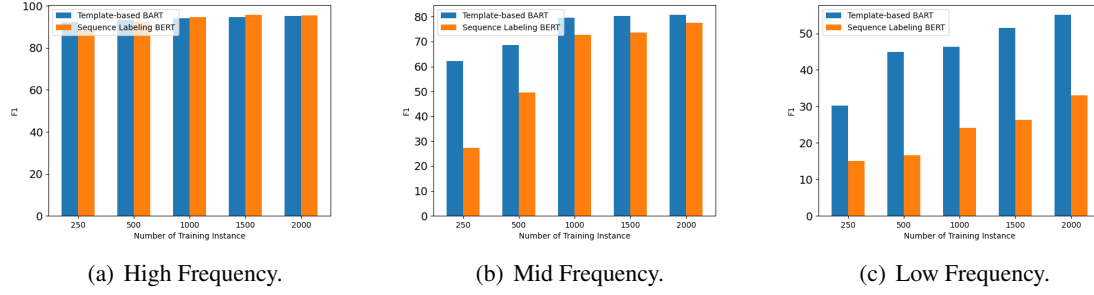 Template-based BART
Sequence Labeling BERT
100
80
60
40
20
0
F1
250 500 1000 1500 2000
Number of Training Instance
(a) High Frequency.
Template-based BART
Sequence Labeling BERT
80
70
60
50
40
30
20
10
0
F1
250 500 1000 1500 2000
Number of Training Instance
(b) Mid Frequency.
Template-based BART
Sequence Labeling BERT
50
40
30
20
10
0
F1
250 500 1000 1500 2000
Number of Training Instance
(c) Low Frequency.